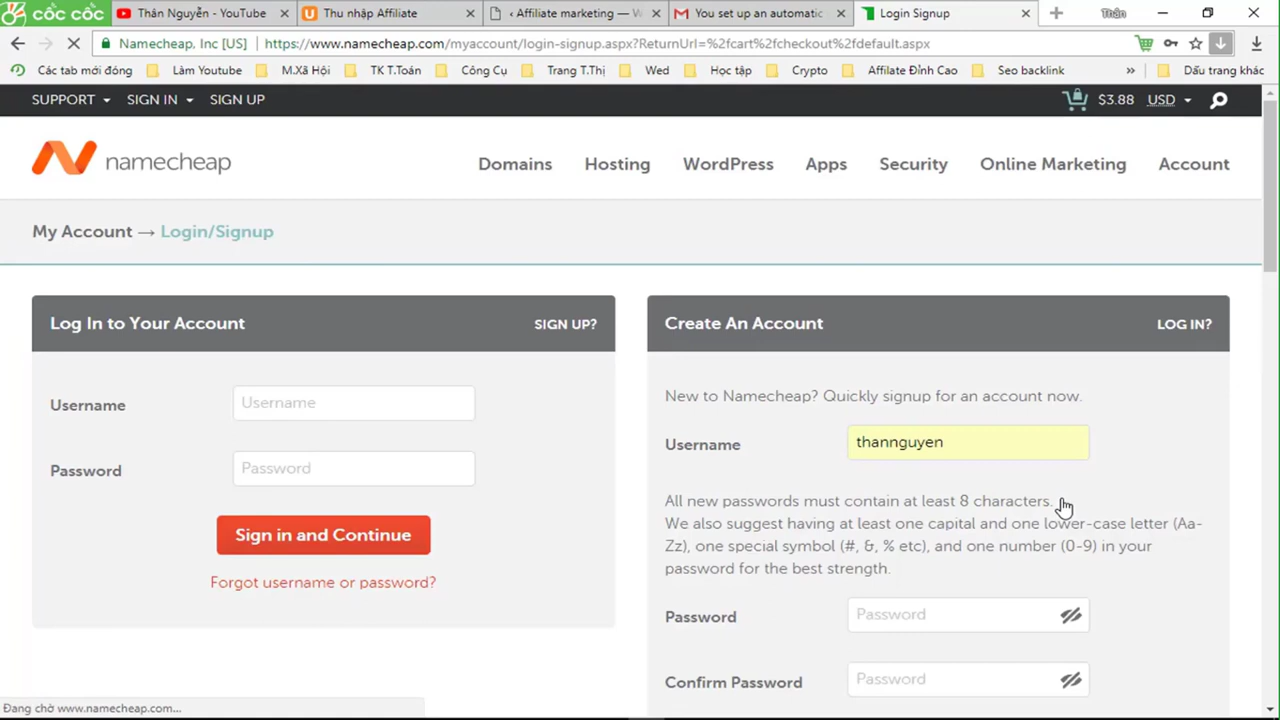 cốc cốc
Thân Nguyễn - YouTube
Thu nhập Affiliate
‹ Affiliate marketing — W
You set up an automatic
Login Signup
Thân
Namecheap, Inc [US]
https://www.namecheap.com/myaccount/login-signup.aspx?ReturnUrl=%2fcart%2fcheckout%2fdefault.aspx
Các tab mới đóng
Làm Youtube
M.Xã Hội
TK T.Toán
Công Cụ
Trang T.Thị
Wed
Học tập
Crypto
Affilate Đỉnh Cao
Seo backlink
»
Dấu trang khác
SUPPORT
SIGN IN
SIGN UP
$3.88
USD
namecheap
Domains
Hosting
WordPress
Apps
Security
Online Marketing
Account
My Account → Login/Signup
Log In to Your Account
SIGN UP?
Username
Username
Password
Password
Sign in and Continue
Forgot username or password?
Create An Account
LOG IN?
New to Namecheap? Quickly signup for an account now.
Username
thannguyen
All new passwords must contain at least 8 characters.
We also suggest having at least one capital and one lower-case letter (Aa-
Zz), one special symbol (#, &, % etc), and one number (0-9) in your
password for the best strength.
Password
Password
Confirm Password
Password
Đang chờ www.namecheap.com...